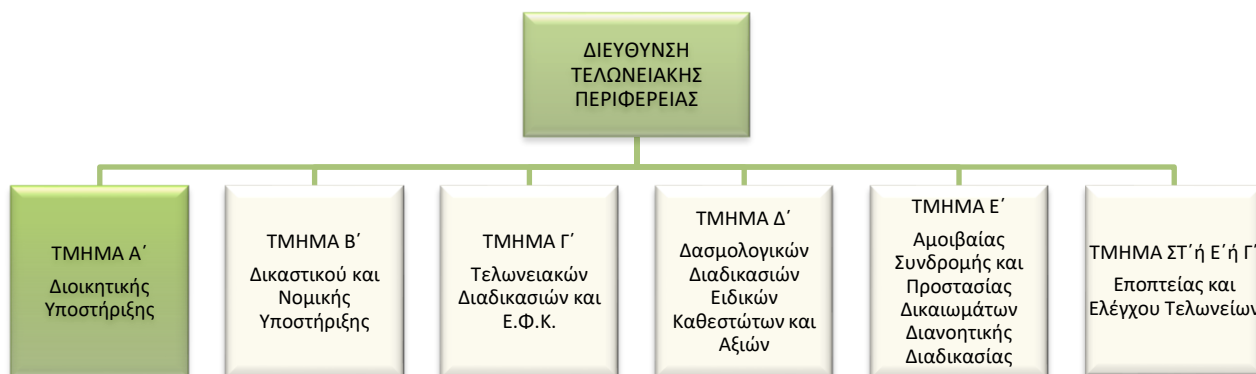 ΔΙΕΥΘΥΝΣΗ
ΤΕΛΩΝΕΙΑΚΗΣ
ΠΕΡΙΦΕΡΕΙΑΣ
ΤΜΗΜΑ Α΄
Διοικητικής
Υποστήριξης
ΤΜΗΜΑ Β΄
Δικαστικού και
Νομικής
Υποστήριξης
ΤΜΗΜΑ Γ΄
Τελωνειακών
Διαδικασιών και
Ε.Φ.Κ.
ΤΜΗΜΑ Δ΄
Δασμολογικών
Διαδικασιών
Ειδικών
Καθεστώτων και
Αξιών
ΤΜΗΜΑ Ε΄
Αμοιβαίας
Συνδρομής και
Προστασίας
Δικαιωμάτων
Διανοητικής
Διαδικασίας
ΤΜΗΜΑ ΣΤ΄ή Ε΄ή Γ΄
Εποπτείας και
Ελέγχου Τελωνείων